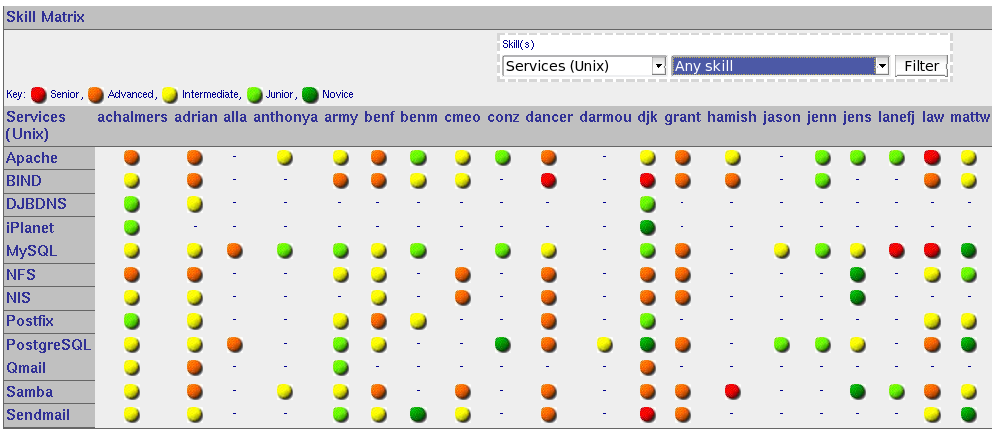 Skill Matrix
Skill(s)
Services (Unix) Any skill Filter
Key: Senior, Advanced, Intermediate, Junior, Novice
Services (Unix) achalmers adrian alla anthonya army benf benm cmeo conz dancer darmou djk grant hamish jason jenn jens lanefj law mattw
Apache - - - -
BIND - - - - - - -
DJBDNS - - - - - - - - - - - - - - - - -
iPlanet - - - - - - - - - - - - - - - - - -
MySQL - - -
NFS - - - - - - - - -
NIS - - - - - - - - - - -
Postfix - - - - - - - - - - -
PostgreSQL - - - - -
Qmail - - - - - - - - - - - - - - - -
Samba - - - - - -
Sendmail - - - - - - - - -